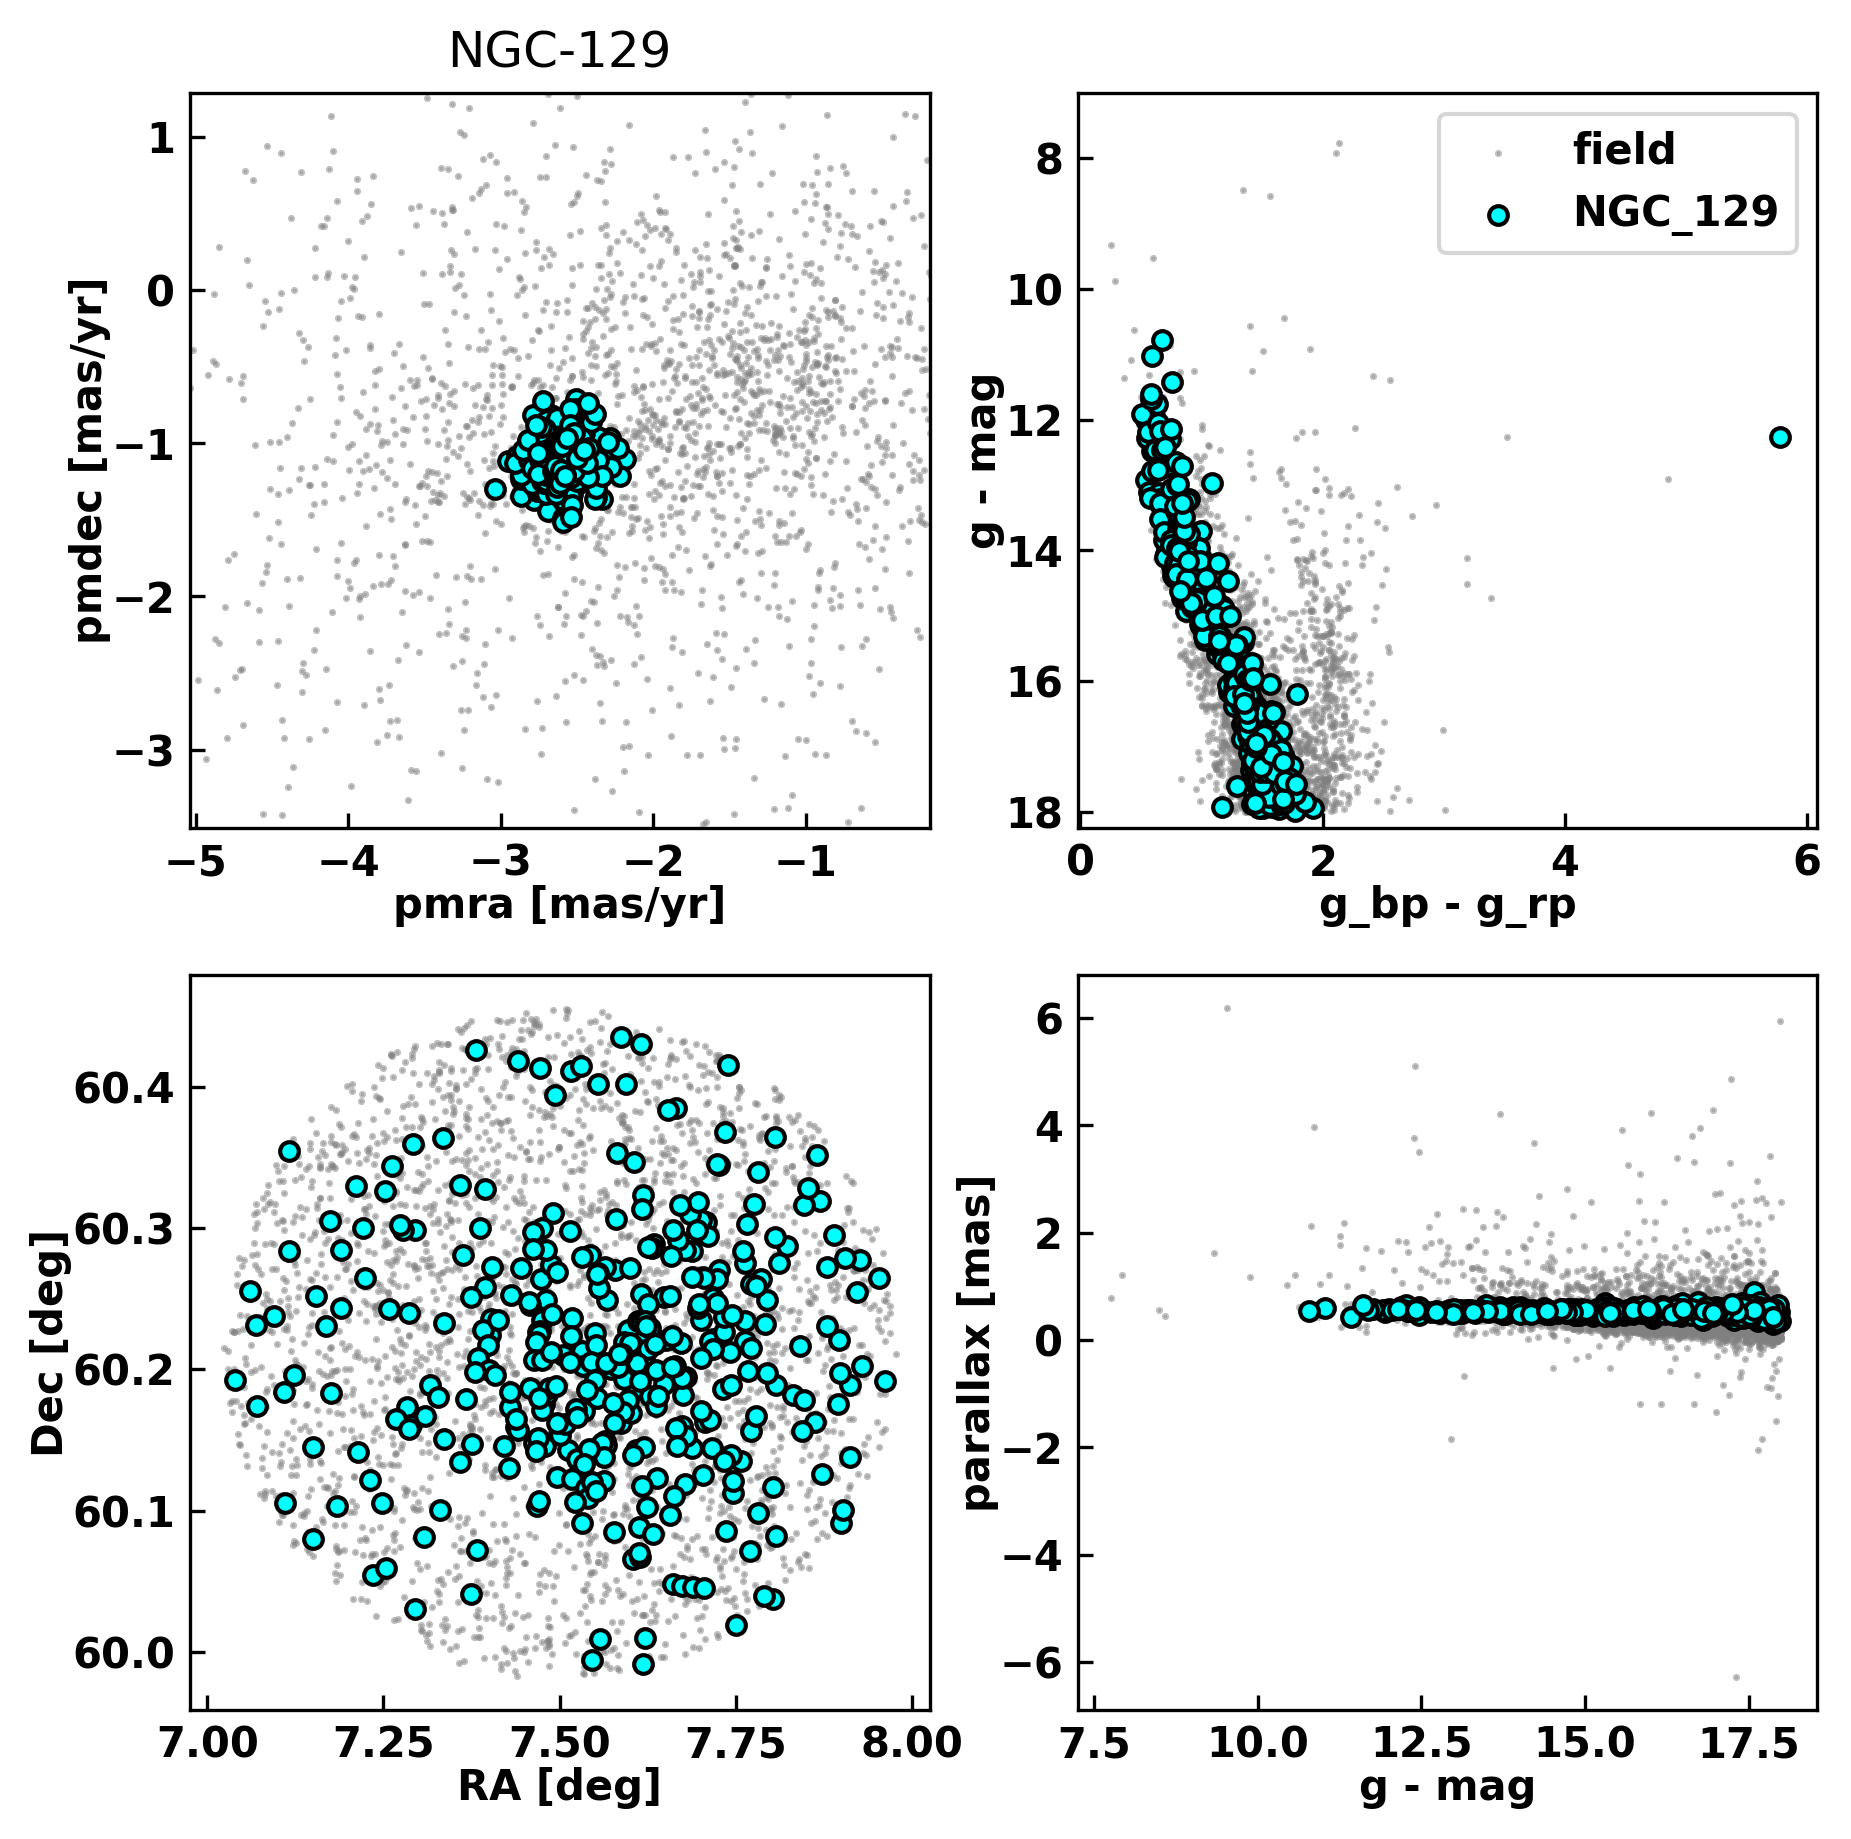 NGC-129
1
0
−1
−2
−3
pmdec [mas/yr]
−5 −4 −3 −2 −1
pmra [mas/yr]
field
NGC_129
8
10
12
14
16
18
g - mag
0 2 4 6
g_bp - g_rp
60.4
60.3
60.2
60.1
60.0
Dec [deg]
7.00 7.25 7.50 7.75 8.00
RA [deg]
6
4
2
0
−2
−4
−6
parallax [mas]
7.5 10.0 12.5 15.0 17.5
g - mag